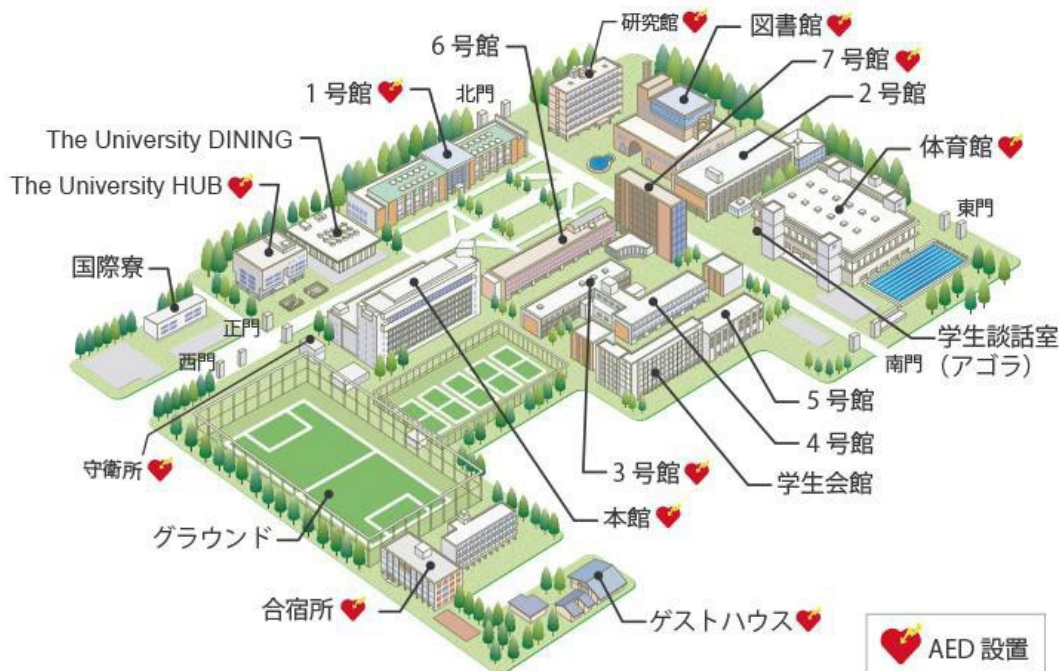 研究館
図書館
6号館
7号館
1号館
北門
2号館
The University DINING
体育館
The University HUB
東門
国際寮
正門
西門
学生談話室
(アゴラ)
南門
5号館
4号館
守衛所
3号館
学生会館
グラウンド
本館
合宿所
ゲストハウス
AED 設置